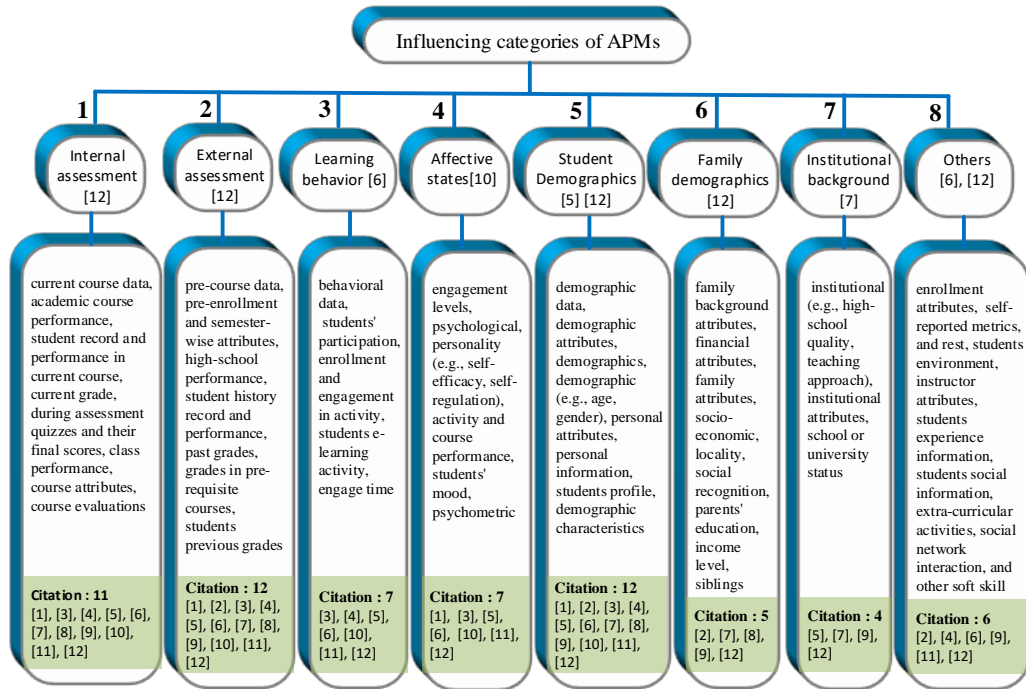 Influencing categories of APMs
1
Internal
assessment
[12]
current course data,
academic course
performance,
student record and
performance in
current course,
current grade,
during assessment
quizzes and their
final scores, class
performance,
course attributes,
course evaluations
Citation : 11
[1], [3], [4], [5], [6],
[7], [8], [9], [10],
[11], [12]
2
External
assessment
[12]
pre-course data,
pre-enrollment
and semester-
wise attributes,
high-school
performance,
student history
record and
performance,
past grades,
grades in pre-
requisite
courses,
students
previous grades
Citation : 12
[1], [2], [3], [4],
[5], [6], [7], [8],
[9], [10], [11],
[12]
3
Learning
behavior [6]
behavioral
data,
students'
participation,
enrollment
and
engagement
in activity,
students e-
learning
activity,
engage time
Citation : 7
[3], [4], [5],
[6], [10],
[11], [12]
4
Affective
states[10]
engagement
levels,
psychological,
personality
(e.g., self-
efficacy, self-
regulation),
activity and
course
performance,
students'
mood,
psychometric
Citation : 7
[1], [3], [5],
[6], [10], [11],
[12]
5
Student
Demographics
[5] [12]
demographic
data,
demographic
attributes,
demographics,
demographic
(e.g., age,
gender), personal
attributes,
personal
information,
students profile,
demographic
characteristics
Citation : 12
[1], [2], [3], [4],
[5], [6], [7], [8],
[9], [10], [11],
[12]
6
Family
demographics
[12]
family
background
attributes,
financial
attributes,
family
attributes,
socio-
economic,
locality,
social
recognition,
parents'
education,
income
level,
siblings
Citation : 5
[2], [7], [8],
[9], [12]
7
Institutional
background
[7]
institutional
(e.g., high-
school
quality,
teaching
approach),
institutional
attributes,
school or
university
status
Citation : 4
[5], [7], [9],
[12]
8
Others
[6], [12]
enrollment
attributes, self-
reported metrics,
and rest, students
environment,
instructor
attributes,
students
experience
information,
students social
information,
extra-curricular
activities, social
network
interaction, and
other soft skill
Citation : 6
[2], [4], [6], [9],
[11], [12]